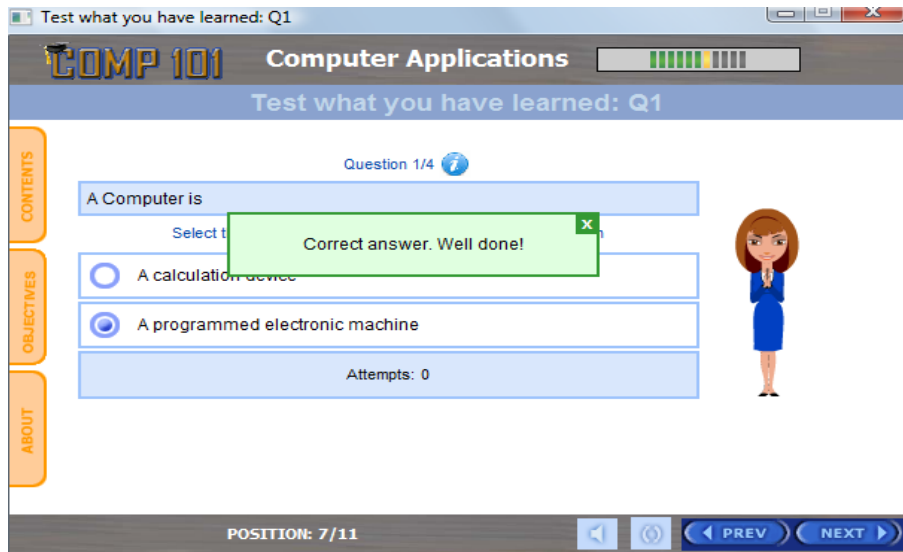 Test what you have learned: Q1
COMP 101 Computer Applications
Test what you have learned: Q1
CONTENTS
OBJECTIVES
ABOUT
Question 1/4 i
A Computer is
Select t
x
Correct answer. Well done!
A calculation device
A programmed electronic machine
Attempts: 0
POSITION: 7/11
PREV
NEXT